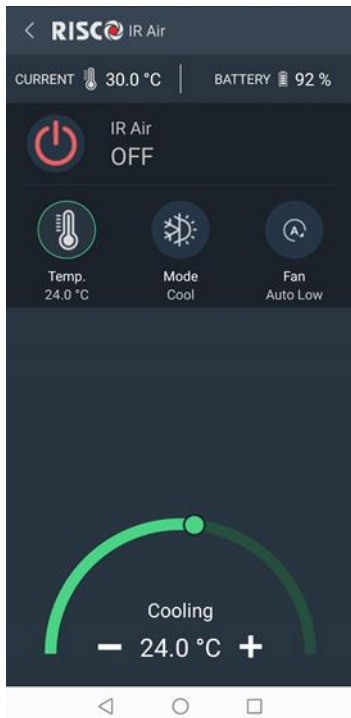 RISCO IR Air
CURRENT 30.0 °C BATTERY 92 %
IR Air
OFF
A
Temp. Mode Fan
24.0 °C Cool Auto Low
Cooling
− 24.0 °C +